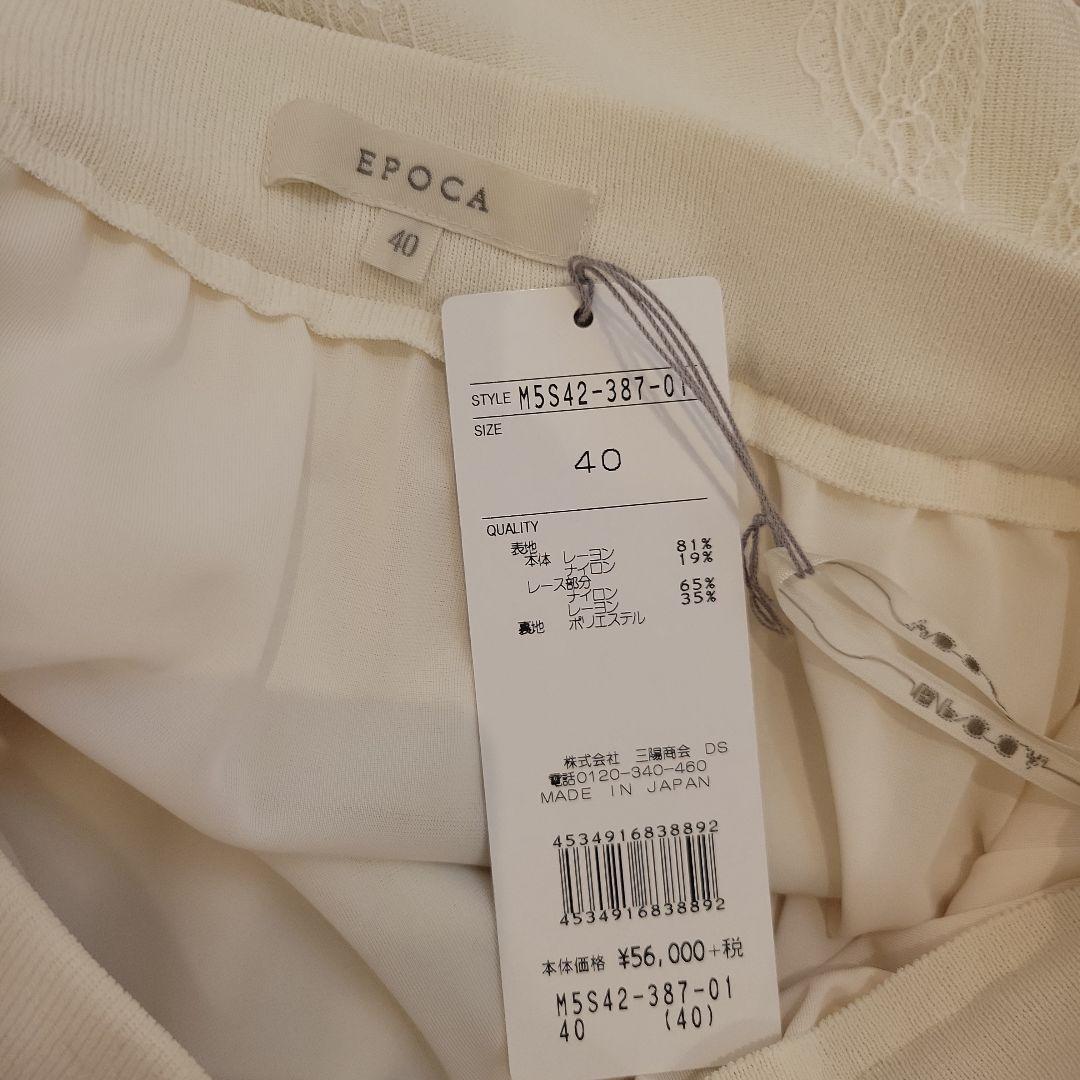 EPOCA
40
STYLE M5S42-387-01
SIZE
40
QUALITY
表地
本体 レーヨン 81%
ナイロン 19%
レース部分
ナイロン 65%
レーヨン 35%
裏地 ポリエステル
株式会社 三陽商会 DS
電話0120-340-460
MADE IN JAPAN
4534916838892
4534916838892
本体価格 ¥56,000+税
M5S42-387-01
40 (40)